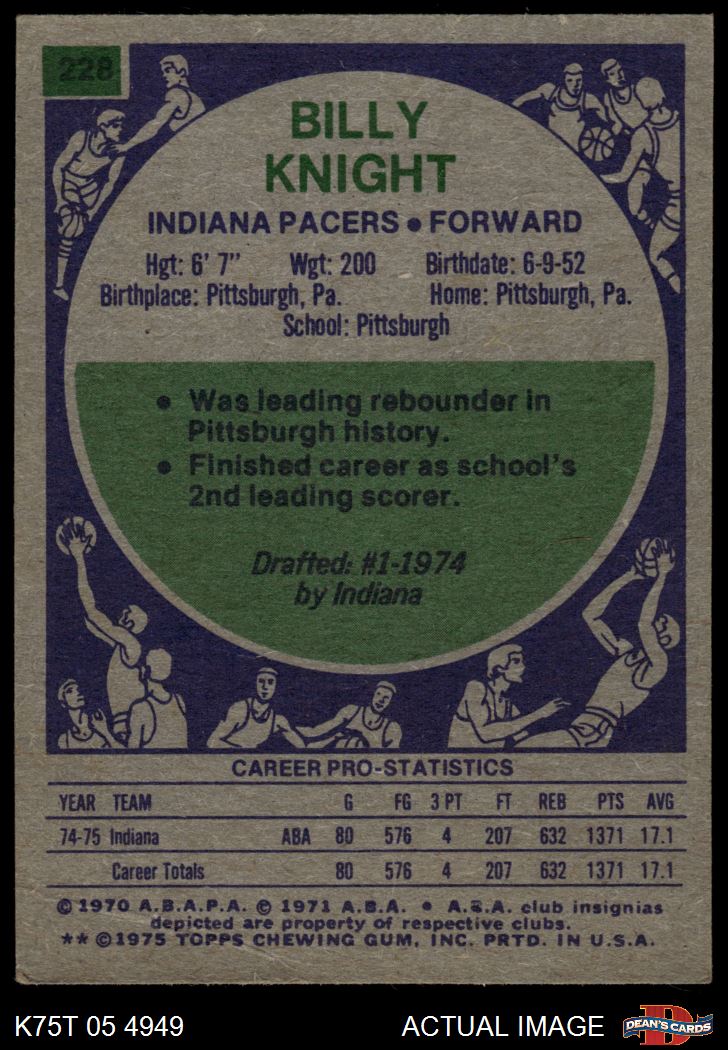 228
BILLY
KNIGHT
INDIANA PACERS • FORWARD
Hgt: 6' 7" Wgt: 200 Birthdate: 6-9-52
Birthplace: Pittsburgh, Pa. Home: Pittsburgh, Pa.
School: Pittsburgh
• Was leading rebounder in
Pittsburgh history.
• Finished career as school's
2nd leading scorer.
Drafted: #1-1974
by Indiana
CAREER PRO-STATISTICS
YEAR TEAM G FG 3 PT FT REB PTS AVG
74-75 Indiana ABA 80 576 4 207 632 1371 17.1
Career Totals 80 576 4 207 632 1371 17.1
© 1970 A.B.A.P.A. © 1971 A.B.A. • A.B.A. club insignias
depicted are property of respective clubs.
** © 1975 TOPPS CHEWING GUM, INC. PRTD. IN U.S.A.
K75T 05 4949 ACTUAL IMAGE D DEAN'S CARDS